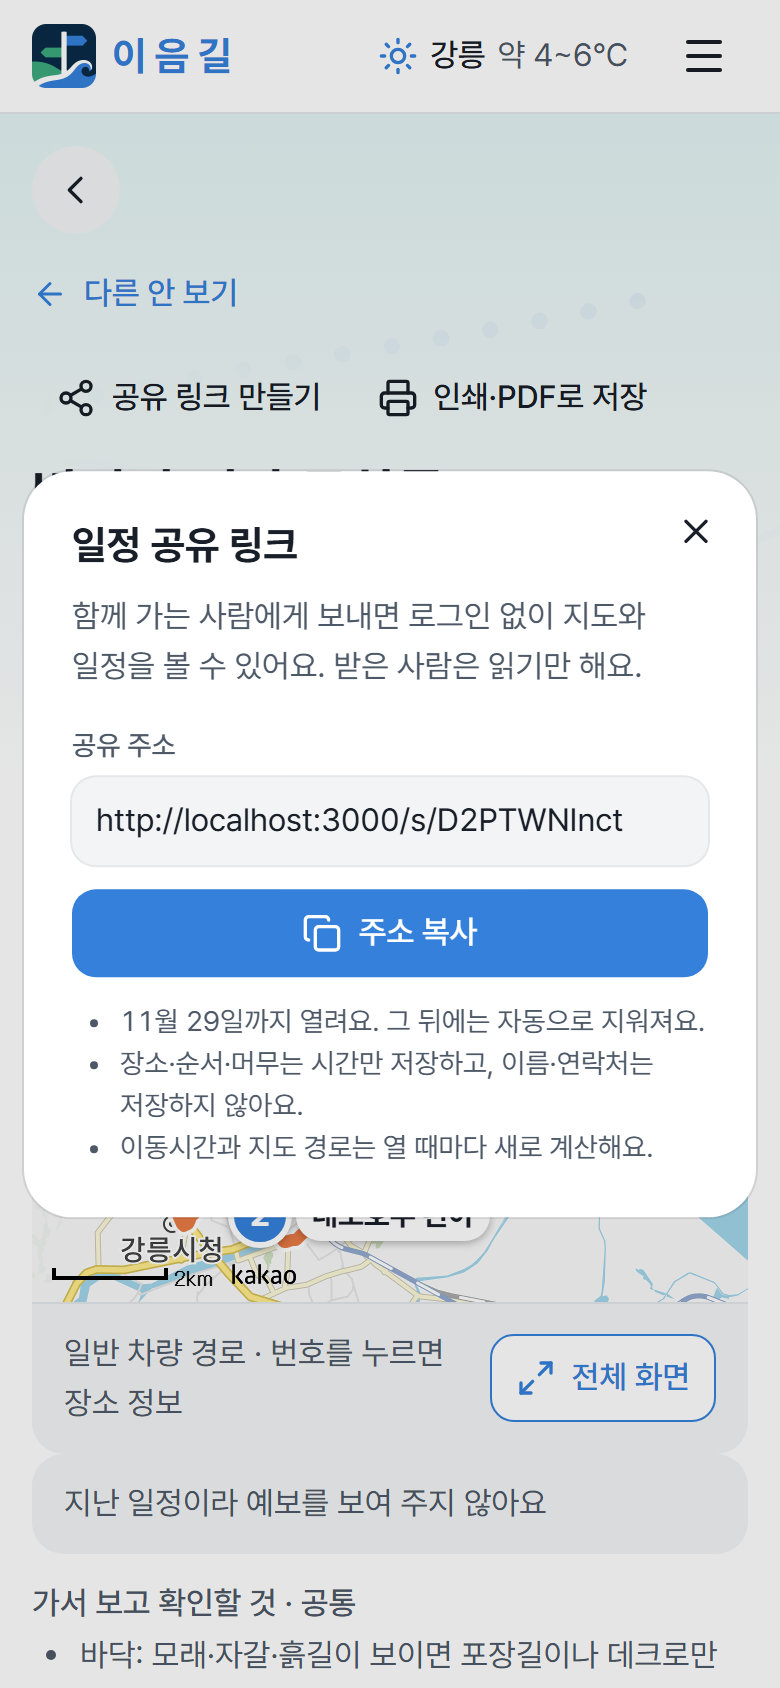 이음길
강릉 약 4~6°C
다른 안 보기
공유 링크 만들기 인쇄·PDF로 저장
일정 공유 링크
함께 가는 사람에게 보내면 로그인 없이 지도와
일정을 볼 수 있어요. 받은 사람은 읽기만 해요.
공유 주소
http://localhost:3000/s/D2PTWNlnct
주소 복사
• 11월 29일까지 열려요. 그 뒤에는 자동으로 지워져요.
• 장소·순서·머무는 시간만 저장하고, 이름·연락처는
저장하지 않아요.
• 이동시간과 지도 경로는 열 때마다 새로 계산해요.
2
강릉시청
2km kakao
일반 차량 경로 · 번호를 누르면
장소 정보
전체 화면
지난 일정이라 예보를 보여 주지 않아요
가서 보고 확인할 것 · 공통
• 바닥: 모래·자갈·흙길이 보이면 포장길이나 데크로만